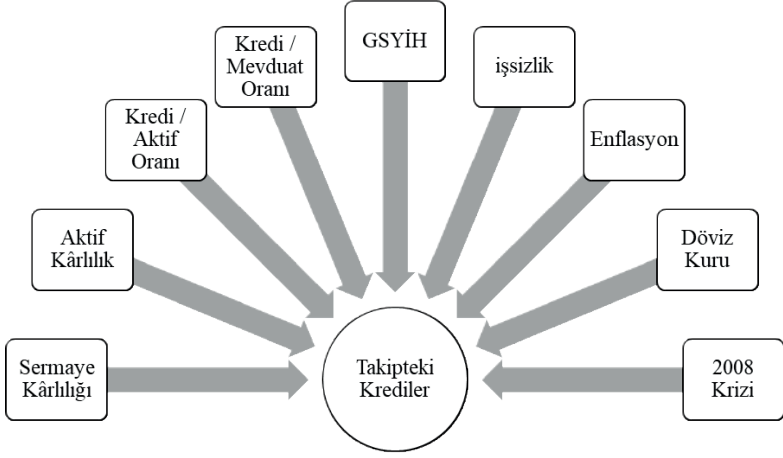 GSYİH
Kredi /
Mevduat
Oranı
işsizlik
Kredi /
Aktif
Oranı
Enflasyon
Aktif
Kârlılık
Döviz
Kuru
Sermaye
Kârlılığı
Takipteki
Krediler
2008
Krizi